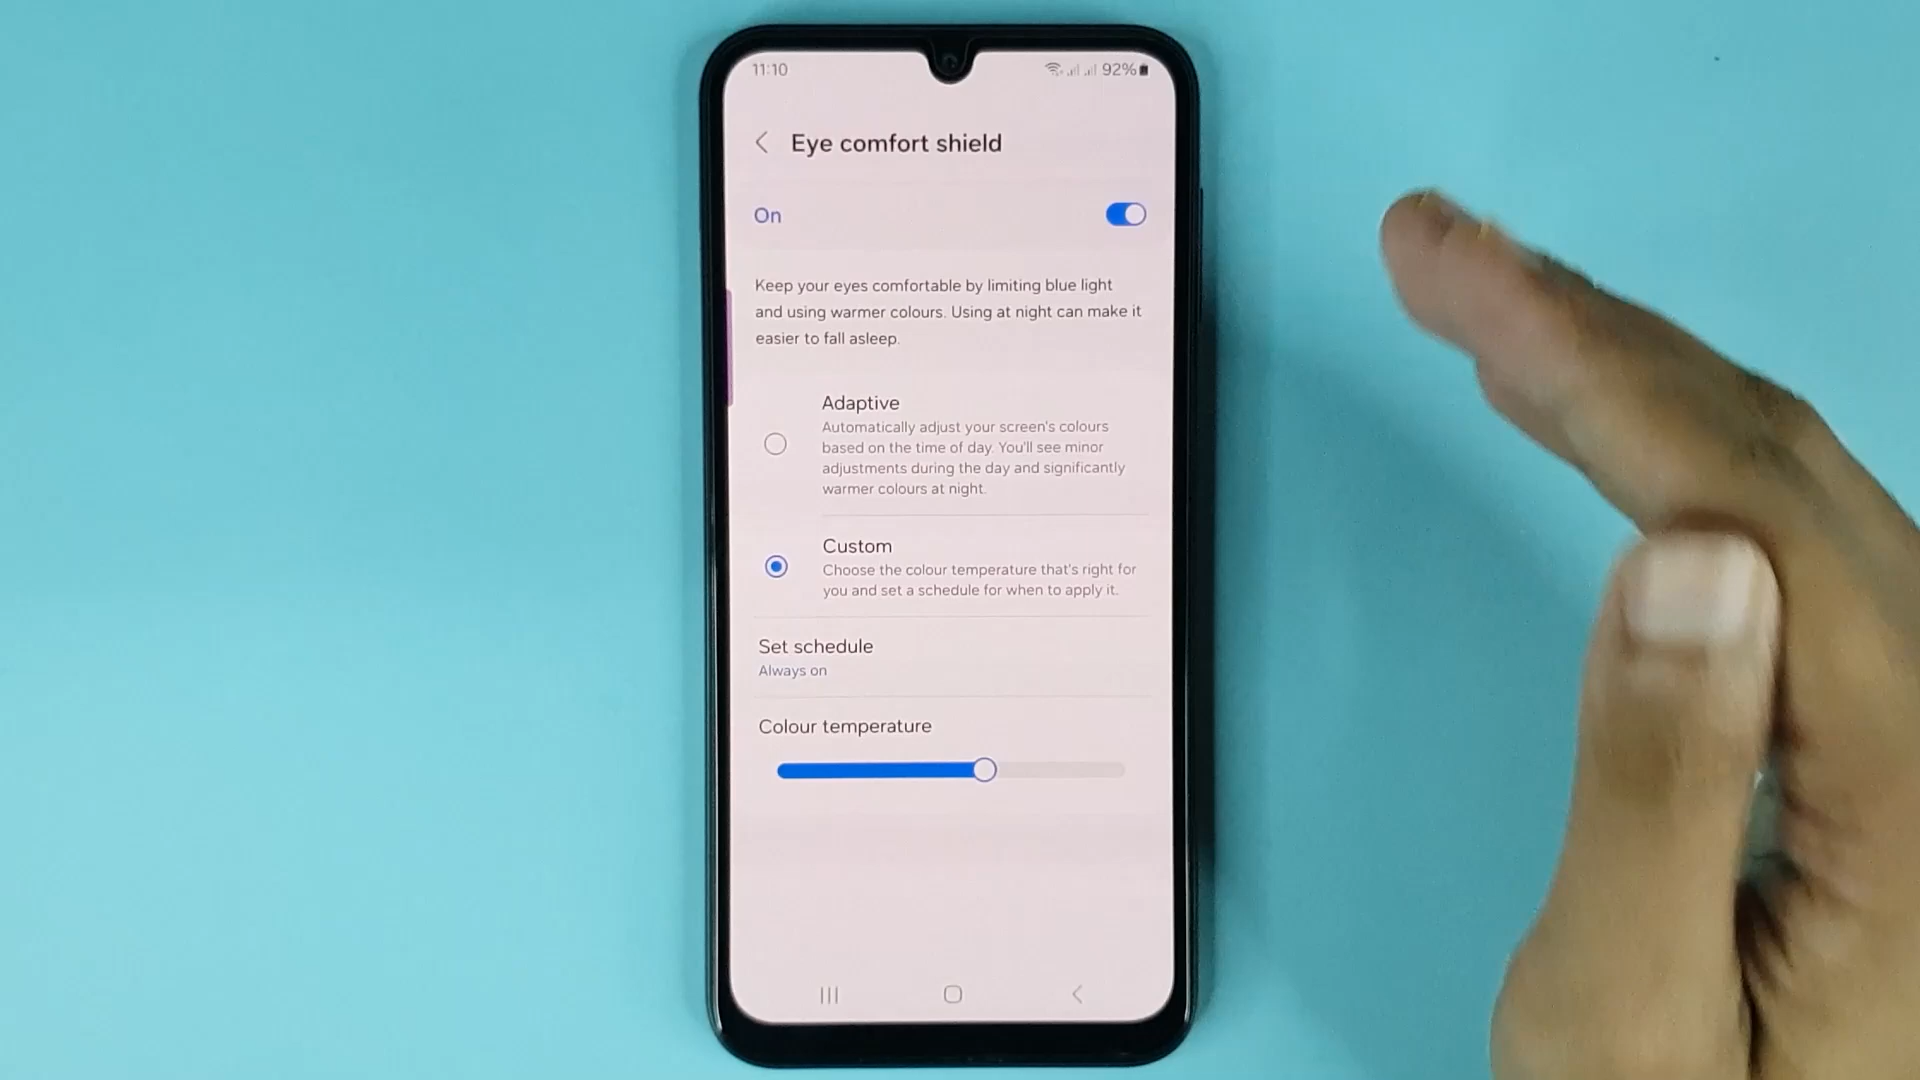 11:10 92%
Eye comfort shield
On
Keep your eyes comfortable by limiting blue light
and using warmer colours. Using at night can make it
easier to fall asleep.
Adaptive
Automatically adjust your screen's colours
based on the time of day. You'll see minor
adjustments during the day and significantly
warmer colours at night.
Custom
Choose the colour temperature that's right for
you and set a schedule for when to apply it.
Set schedule
Always on
Colour temperature